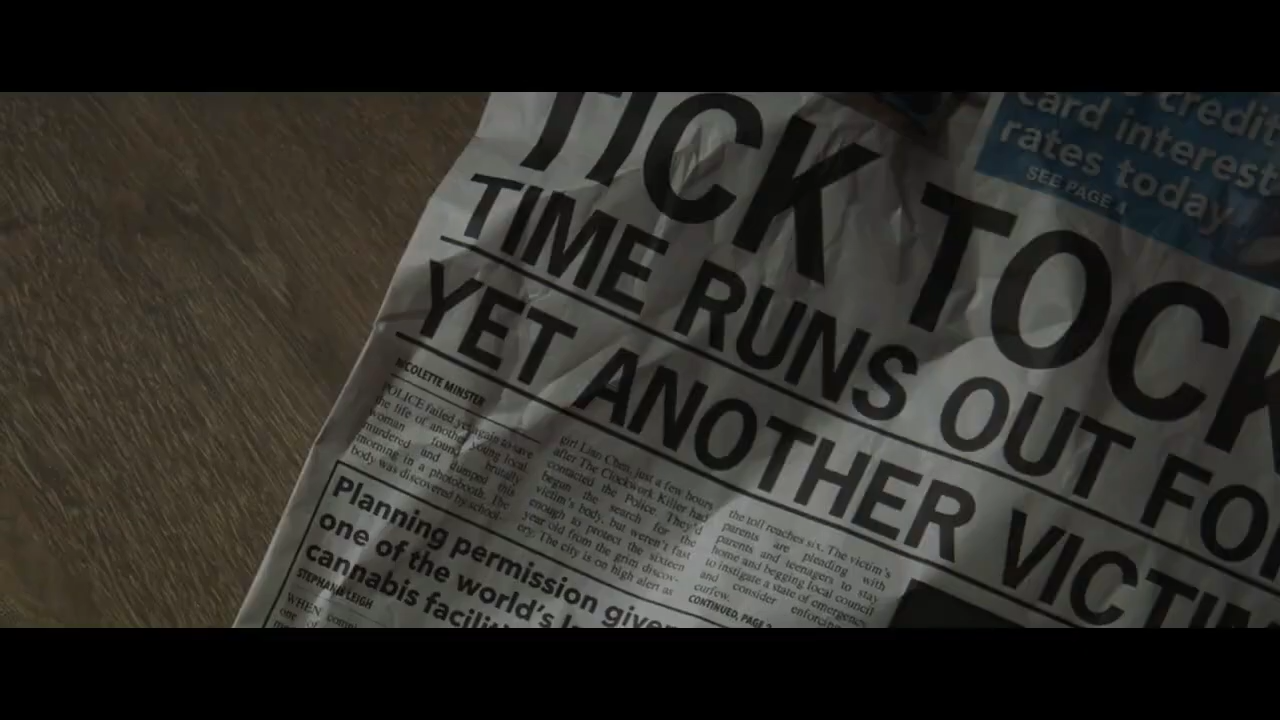 TICK TOCK
credit
card interest
rates today
SEE PAGE 4
TIME RUNS OUT FO
YET ANOTHER VICTIM
NICOLETTE MINSTER
POLICE failed yet again to save
the life of another young local
woman found brutally
murdered and dumped this
morning in a photobooth. The
body was discovered by school-
girl Lian Chen, just a few hours
after The Clockwork Killer had
contacted the Police. They'd
begun the search for the
victim's body, but weren't fast
enough to protect the sixteen
year old from the grim discov-
ery. The city is on high alert as
the toll reaches six. The victim's
parents are pleading with
parents and teenagers to stay
home and begging local council
to instigate a state of emergency
and consider enforcing
curfew.
CONTINUED, PAGE
Planning permission given
one of the world's
cannabis
STEPHANIE LEIGH
WHEN
one of